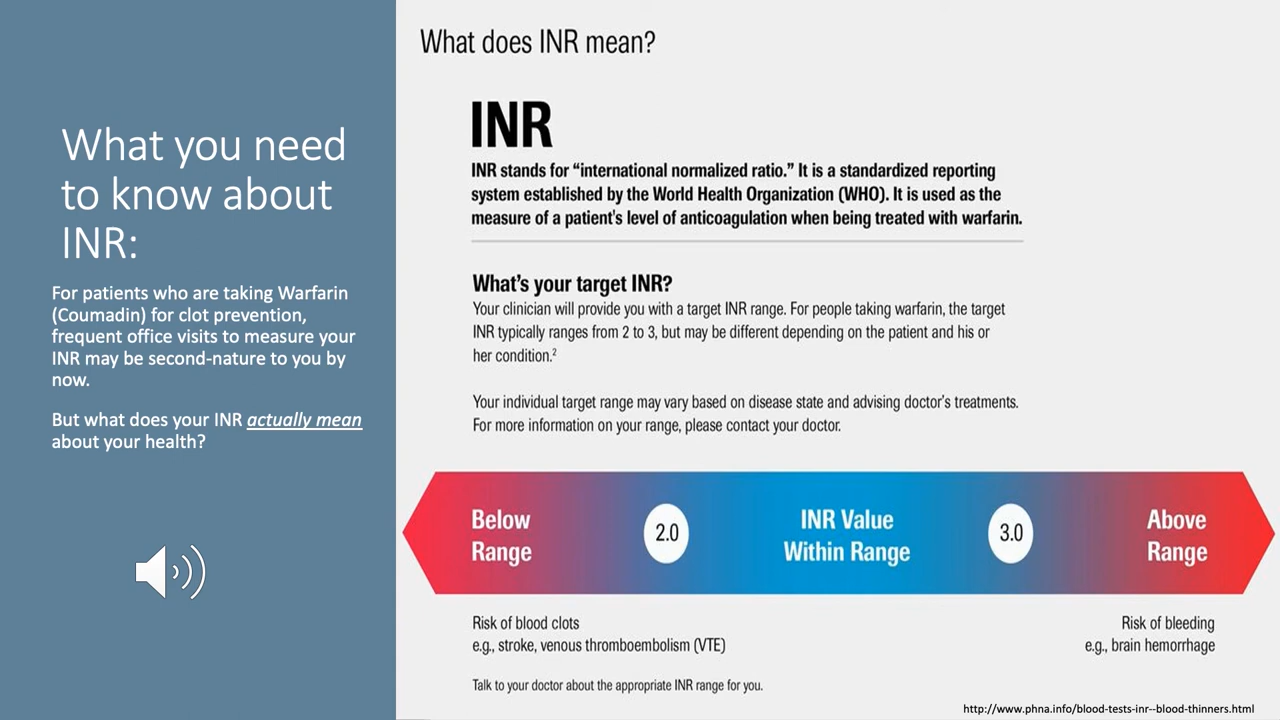 What you need
to know about
INR:
For patients who are taking Warfarin
(Coumadin) for clot prevention,
frequent office visits to measure your
INR may be second-nature to you by
now.
But what does your INR actually mean
about your health?
What does INR mean?
INR
INR stands for “international normalized ratio.” It is a standardized reporting
system established by the World Health Organization (WHO). It is used as the
measure of a patient's level of anticoagulation when being treated with warfarin.
What’s your target INR?
Your clinician will provide you with a target INR range. For people taking warfarin, the target
INR typically ranges from 2 to 3, but may be different depending on the patient and his or
her condition.²
Your individual target range may vary based on disease state and advising doctor’s treatments.
For more information on your range, please contact your doctor.
Below
Range
2.0
INR Value
Within Range
3.0
Above
Range
Risk of blood clots
e.g., stroke, venous thromboembolism (VTE)
Risk of bleeding
e.g., brain hemorrhage
Talk to your doctor about the appropriate INR range for you.
http://www.phna.info/blood-tests-inr--blood-thinners.html